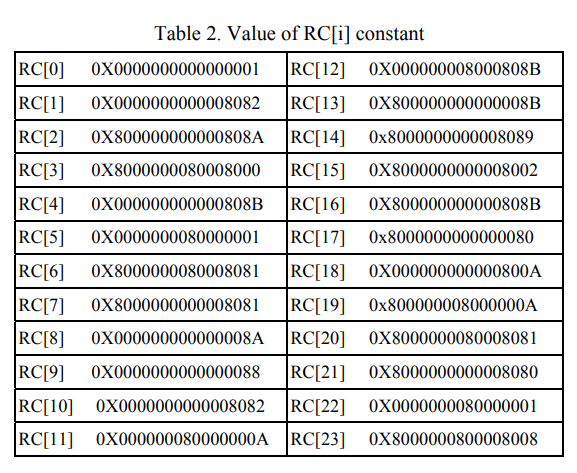 Table 2. Value of RC[i] constant
RC[0] 0X0000000000000001 RC[12] 0X000000008000808B
RC[1] 0X0000000000008082 RC[13] 0X800000000000008B
RC[2] 0X800000000000808A RC[14] 0x8000000000008089
RC[3] 0X8000000080008000 RC[15] 0X8000000000008002
RC[4] 0X000000000000808B RC[16] 0X800000000000808B
RC[5] 0X0000000080000001 RC[17] 0x8000000000000080
RC[6] 0X8000000080008081 RC[18] 0X000000000000800A
RC[7] 0X8000000000008081 RC[19] 0x800000008000000A
RC[8] 0X000000000000008A RC[20] 0X8000000080008081
RC[9] 0X0000000000000088 RC[21] 0X8000000000008080
RC[10] 0X0000000000008082 RC[22] 0X0000000080000001
RC[11] 0X000000080000000A RC[23] 0X8000000800008008